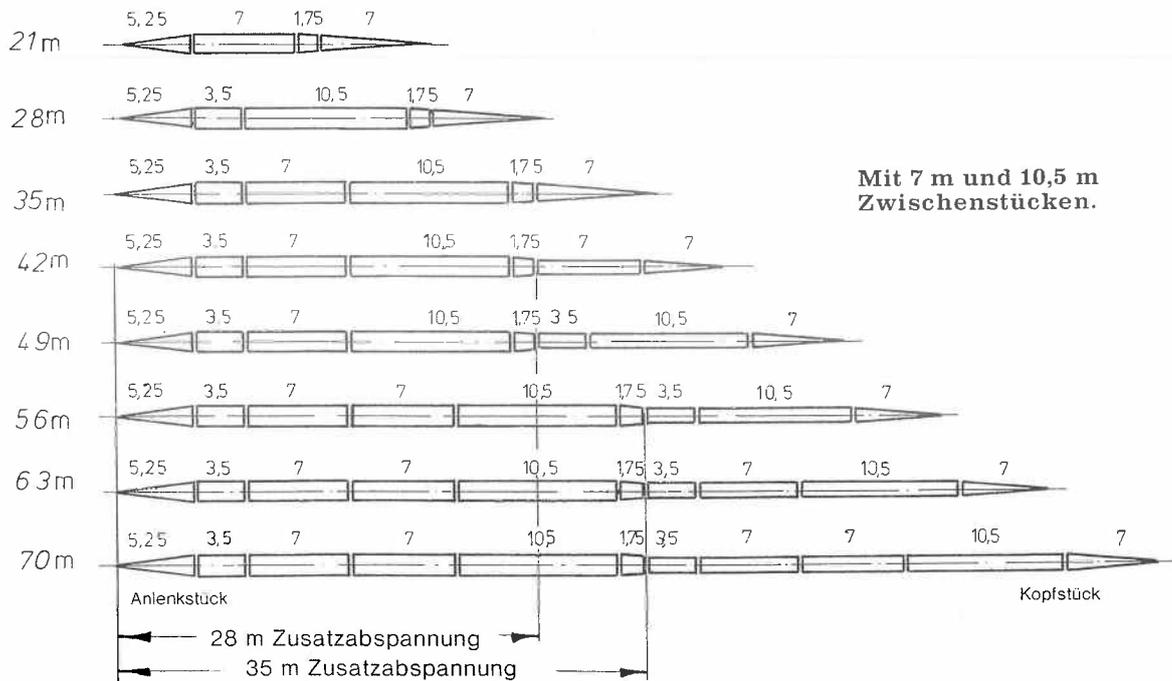 5,25 7 1,75 7
21m
5,25 3,5 10,5 1,75 7
28m
5,25 3,5 7 10,5 1,75 7
35m
Mit 7 m und 10,5 m
Zwischenstücken.
5,25 3,5 7 10,5 1,75 7 7
42m
5,25 3,5 7 10,5 1,75 3 5 10,5 7
49m
5,25 3,5 7 7 10,5 1,75 3,5 10,5 7
56m
5,25 3,5 7 7 10,5 1,75 3,5 7 10,5 7
63m
5,25 3,5 7 7 10,5 1,75 3,5 7 7 10,5 7
70m
Anlenkstück Kopfstück
28 m Zusatzabspannung
35 m Zusatzabspannung